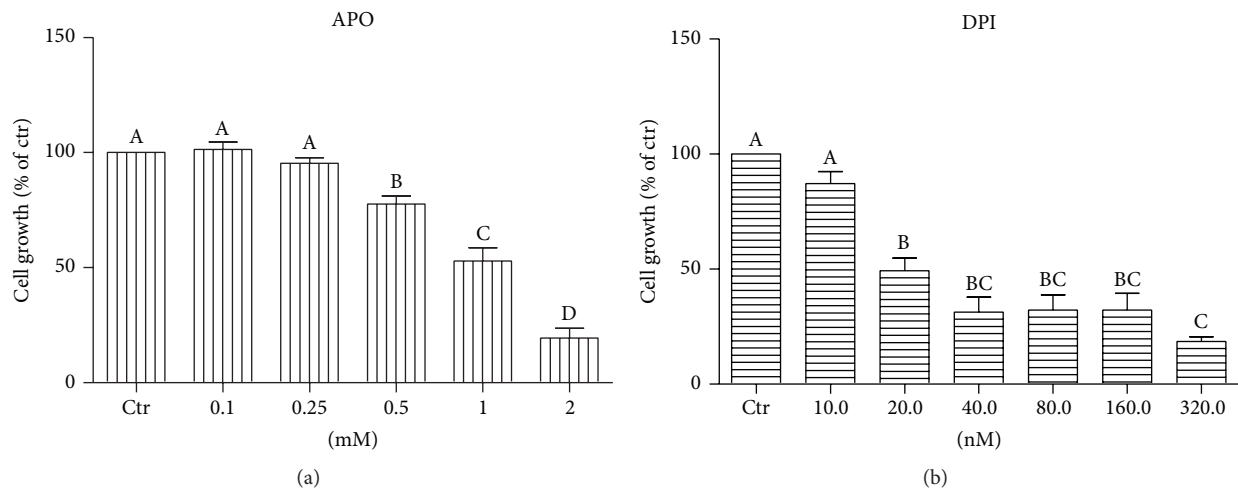 APO
150
100
50
0
Cell growth (% of ctr)
A
A
A
B
C
D
Ctr 0.1 0.25 0.5 1 2
(mM)
(a)
DPI
150
100
50
0
Cell growth (% of ctr)
A
A
B
BC
BC
BC
C
Ctr 10.0 20.0 40.0 80.0 160.0 320.0
(nM)
(b)